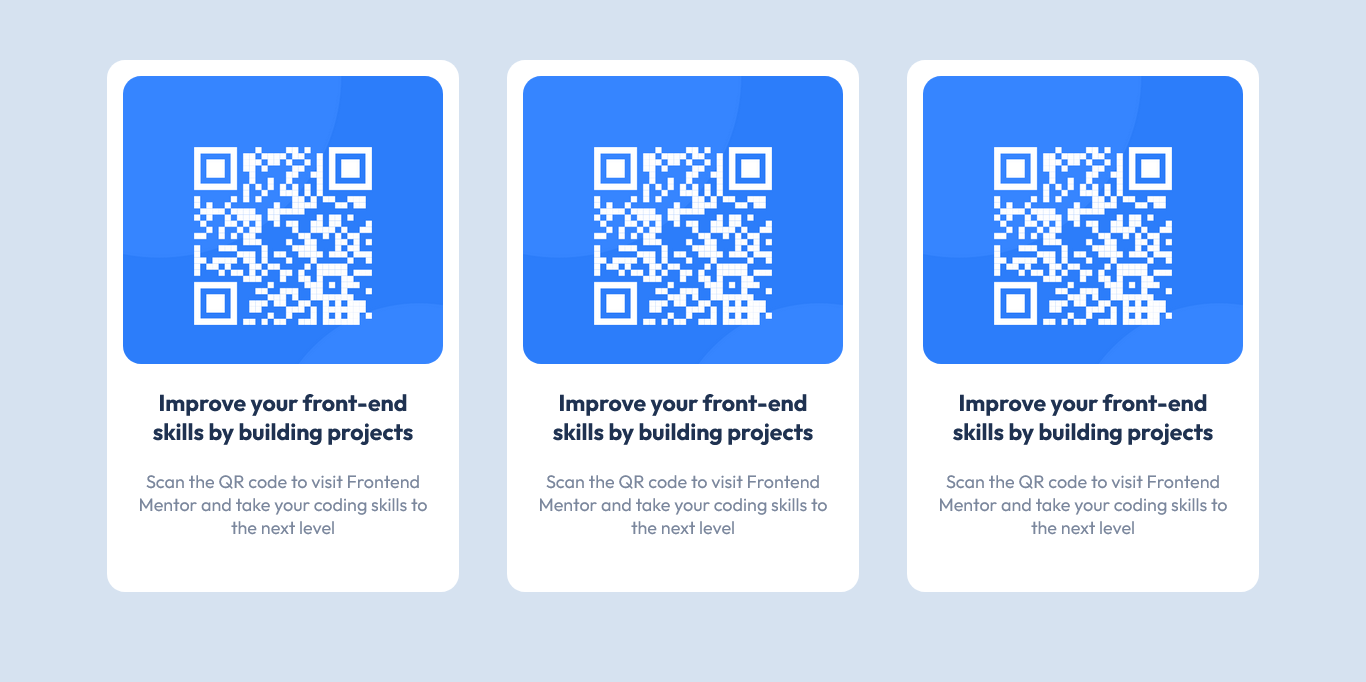 Improve your front-end
skills by building projects
Scan the QR code to visit Frontend
Mentor and take your coding skills to
the next level
Improve your front-end
skills by building projects
Scan the QR code to visit Frontend
Mentor and take your coding skills to
the next level
Improve your front-end
skills by building projects
Scan the QR code to visit Frontend
Mentor and take your coding skills to
the next level